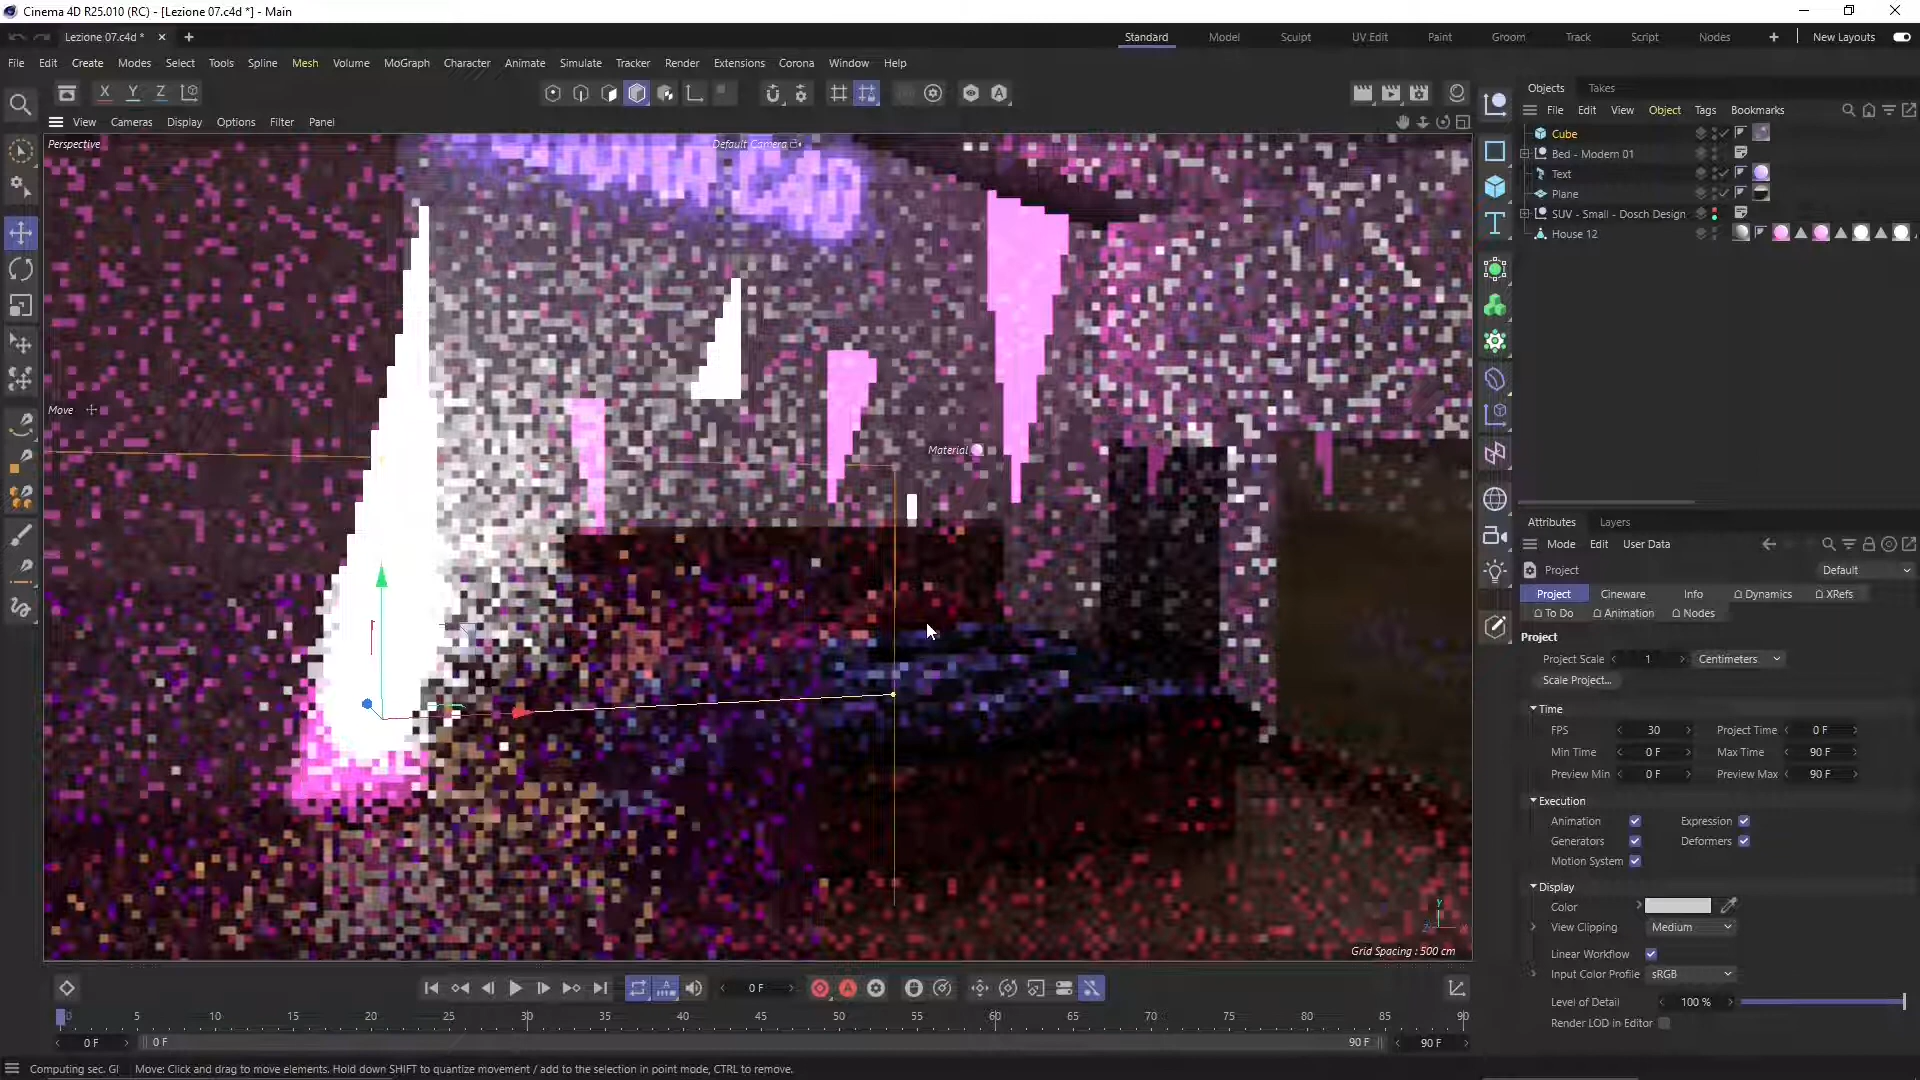 Cinema 4D R25.010 (RC) - [Lezione 07.c4d *] - Main
Lezione 07.c4d *
Standard Model Sculpt UV Edit Paint Groom Track Script Nodes New Layouts
File Edit Create Modes Select Tools Spline Mesh Volume MoGraph Character Animate Simulate Tracker Render Extensions Corona Window Help
X Y Z
View Cameras Display Options Filter Panel
Perspective
Default Camera
Move
Material
Y
Grid Spacing : 500 cm
Objects Takes
File Edit View Object Tags Bookmarks
Cube
Bed - Modern 01
Text
Plane
SUV - Small - Dosch Design
House 12
Attributes Layers
Mode Edit User Data
Project Default
Project Cineware Info Dynamics XRefs
To Do Animation Nodes
Project
Project Scale 1 Centimeters
Scale Project...
Time
FPS 30 Project Time 0 F
Min Time 0 F Max Time 90 F
Preview Min 0 F Preview Max 90 F
Execution
Animation Expression
Generators Deformers
Motion System
Display
Color
View Clipping Medium
Linear Workflow
Input Color Profile sRGB
Level of Detail 100 %
Render LOD in Editor
0 F
0 5 10 15 20 25 30 35 40 45 50 55 60 65 70 75 80 85 90
0 F 0 F 90 F 90 F
Computing sec. GI Move: Click and drag to move elements. Hold down SHIFT to quantize movement / add to the selection in point mode, CTRL to remove.